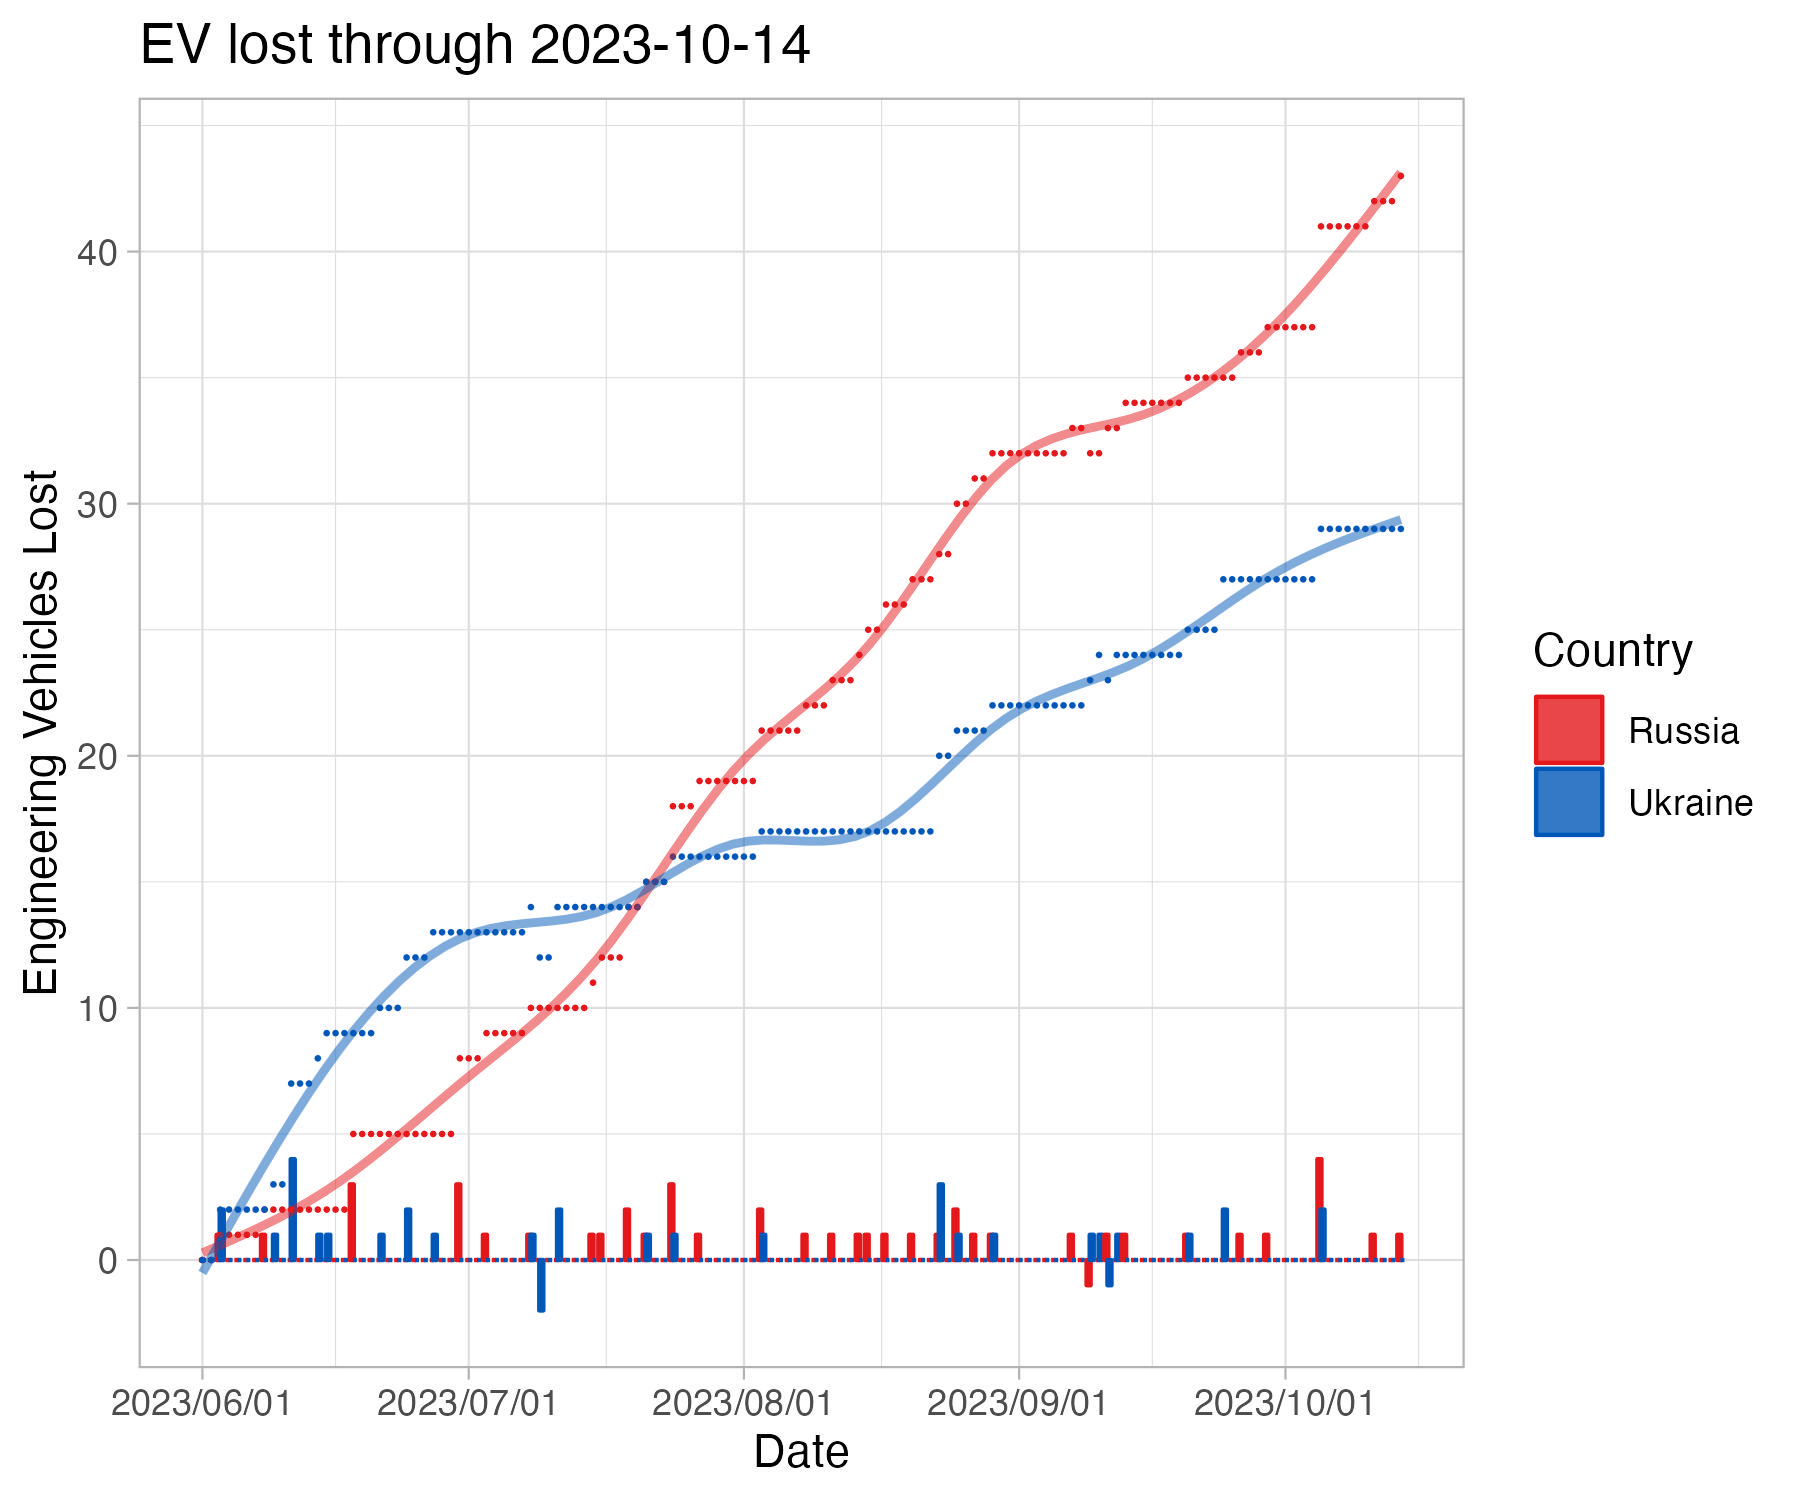 EV lost through 2023-10-14
Engineering Vehicles Lost
40
30
20
10
0
2023/06/01
2023/07/01
2023/08/01
2023/09/01
2023/10/01
Date
Country
Russia
Ukraine